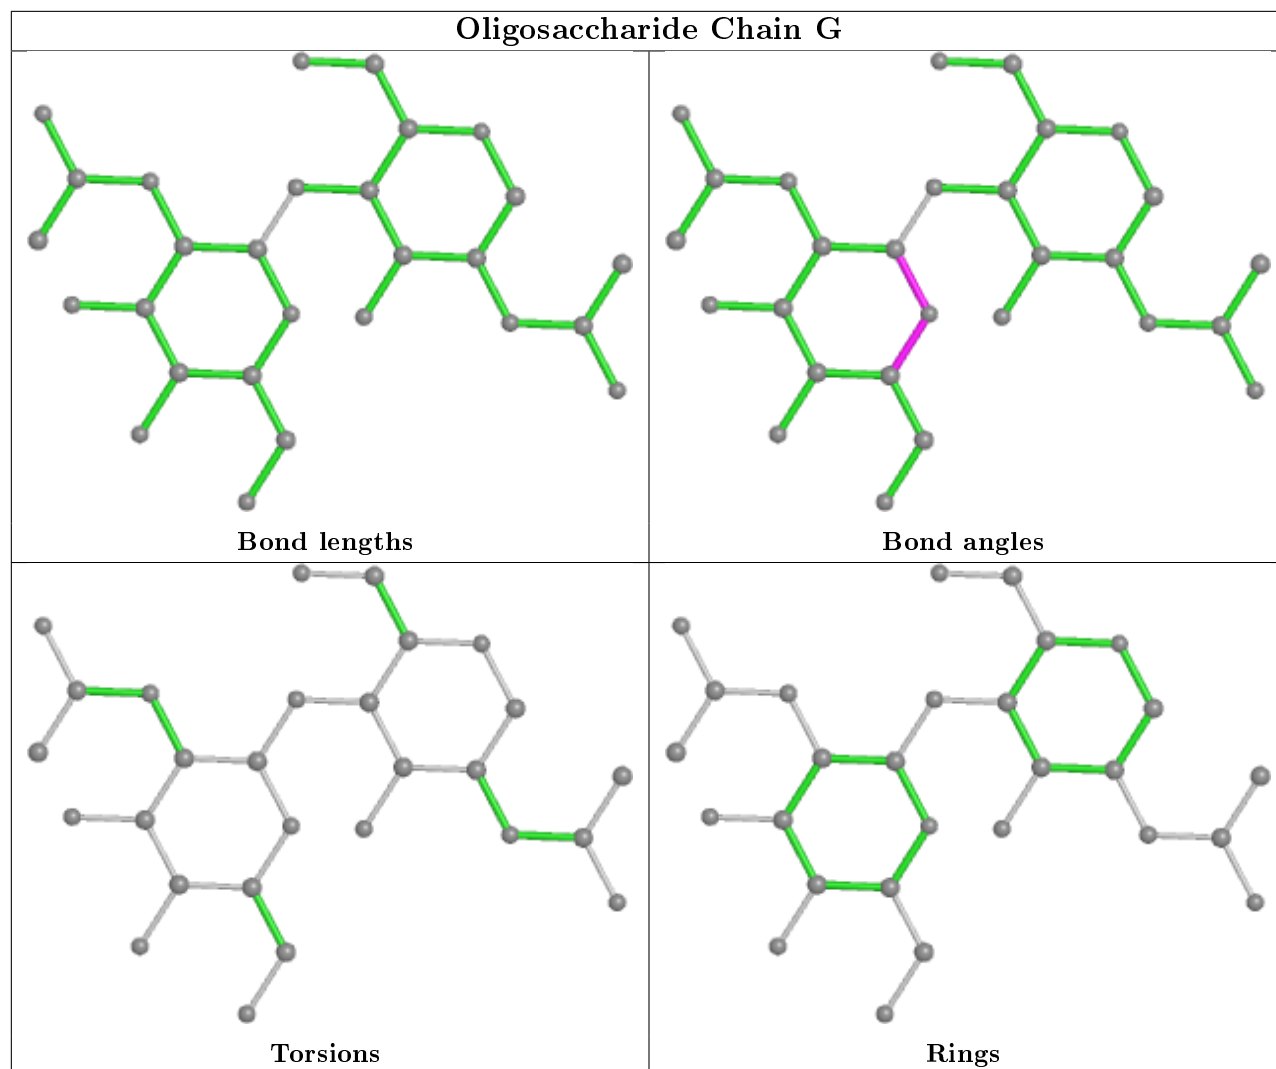 Oligosaccharide Chain G
Bond lengths
Bond angles
Torsions
Rings